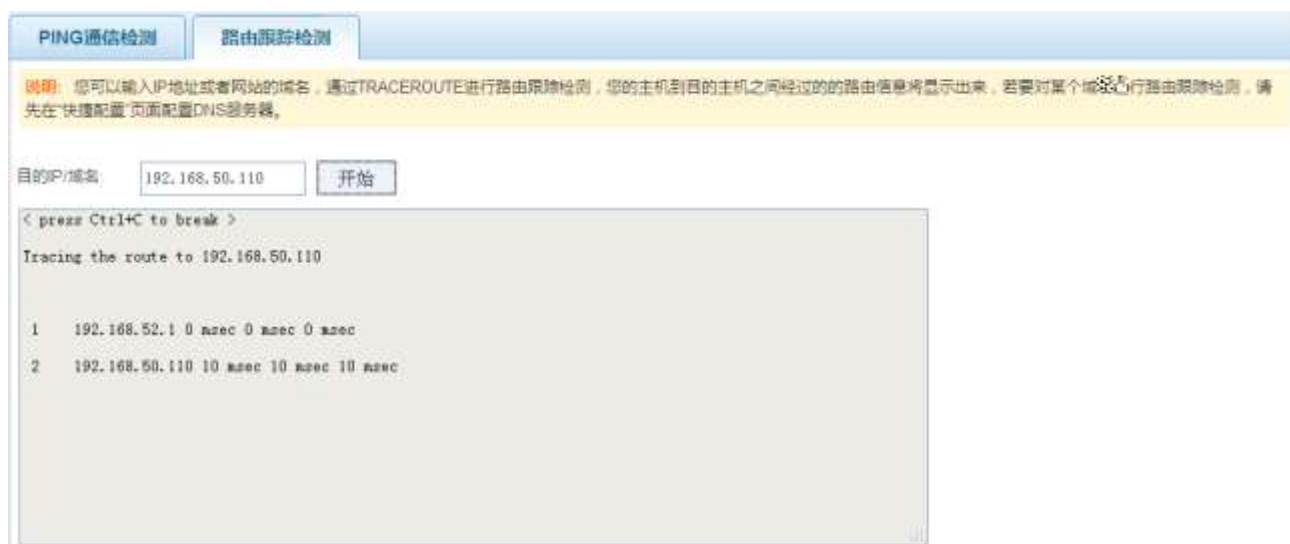 PING通信检测
路由跟踪检测
说明: 您可以输入IP地址或者网站的域名，通过TRACEROUTE进行路由跟踪检测，您的主机到目的主机之间经过的的路由信息将显示出来，若要对某个域行路由跟踪检测，请
先在“快捷配置”页面配置DNS服务器。
目的IP/域名:
192.168.50.110
开始
< press Ctrl+C to break >
Tracing the route to 192.168.50.110
1 192.168.52.1 0 msec 0 msec 0 msec
2 192.168.50.110 10 msec 10 msec 10 msec